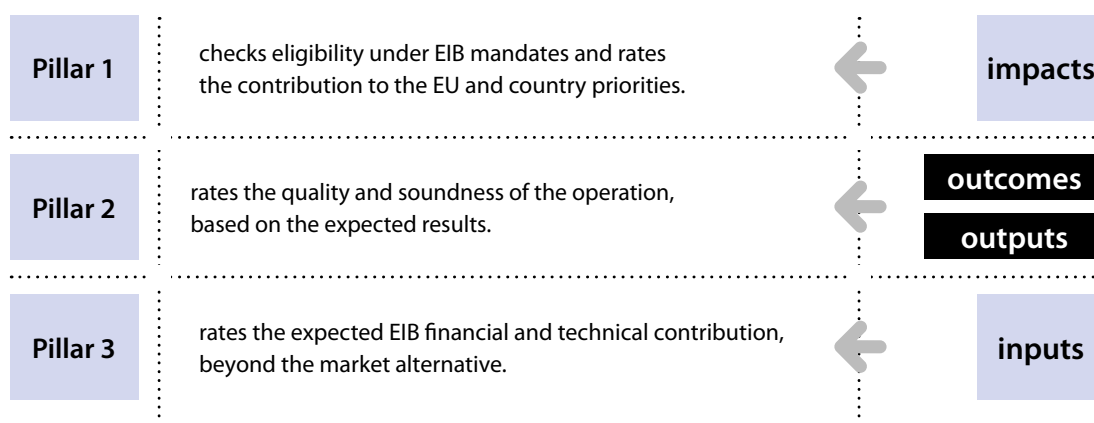 Pillar 1
checks eligibility under EIB mandates and rates
the contribution to the EU and country priorities.
impacts
Pillar 2
rates the quality and soundness of the operation,
based on the expected results.
outcomes
outputs
Pillar 3
rates the expected EIB financial and technical contribution,
beyond the market alternative.
inputs